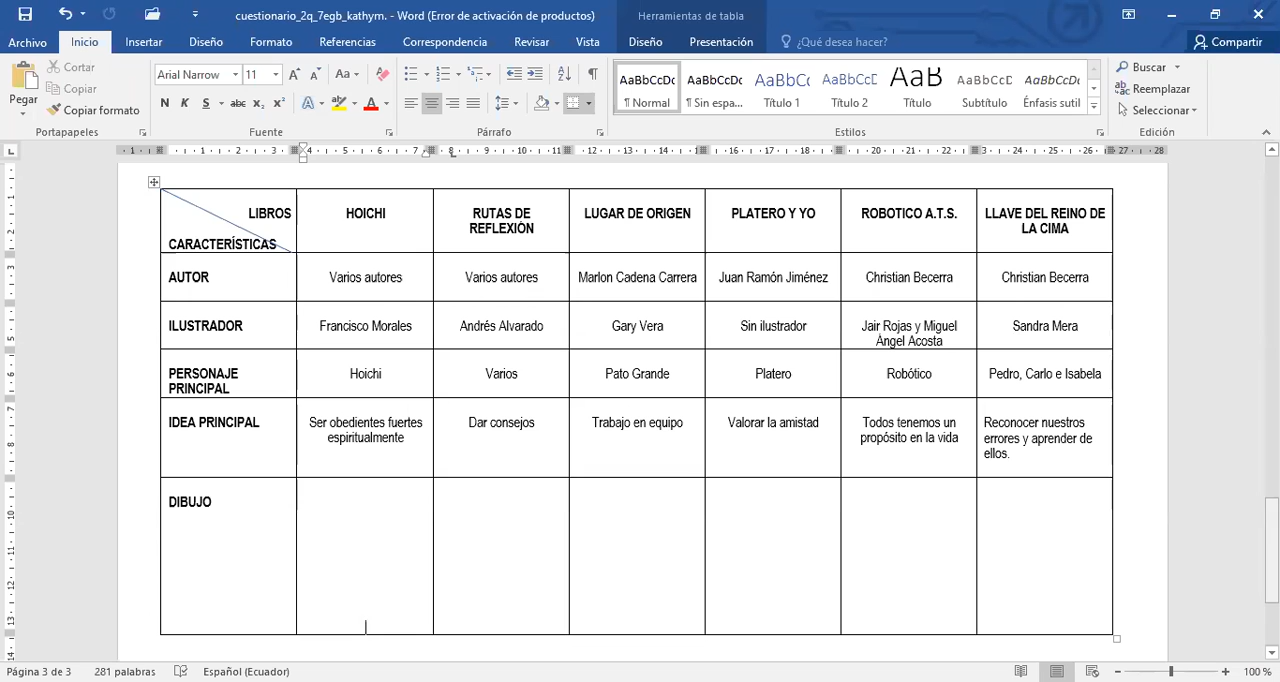 cuestionario_2q_7egb_kathym. - Word (Error de activación de productos)
Herramientas de tabla
Archivo Inicio Insertar Diseño Formato Referencias Correspondencia Revisar Vista Diseño Presentación ¿Qué desea hacer? Compartir
Pegar
Cortar
Copiar
Copiar formato
Portapapeles
Arial Narrow 11
Aa
N K S abc x₂ x² A A
Fuente
Párrafo
AaBbCcDc AaBbCcDc AaBbCc AaBbCcD AaB AaBbCcD AaBbCcDc
¶ Normal ¶ Sin espa... Título 1 Título 2 Título Subtítulo Énfasis sutil
Estilos
Buscar
Reemplazar
Seleccionar
Edición
LIBROS
CARACTERÍSTICAS
HOICHI
RUTAS DE
REFLEXIÓN
LUGAR DE ORIGEN
PLATERO Y YO
ROBOTICO A.T.S.
LLAVE DEL REINO DE
LA CIMA
AUTOR
Varios autores
Varios autores
Marlon Cadena Carrera
Juan Ramón Jiménez
Christian Becerra
Christian Becerra
ILUSTRADOR
Francisco Morales
Andrés Alvarado
Gary Vera
Sin ilustrador
Jair Rojas y Miguel
Ángel Acosta
Sandra Mera
PERSONAJE
PRINCIPAL
Hoichi
Varios
Pato Grande
Platero
Robótico
Pedro, Carlo e Isabela
IDEA PRINCIPAL
Ser obedientes fuertes
espiritualmente
Dar consejos
Trabajo en equipo
Valorar la amistad
Todos tenemos un
propósito en la vida
Reconocer nuestros
errores y aprender de
ellos.
DIBUJO
Página 3 de 3 281 palabras Español (Ecuador) 100 %